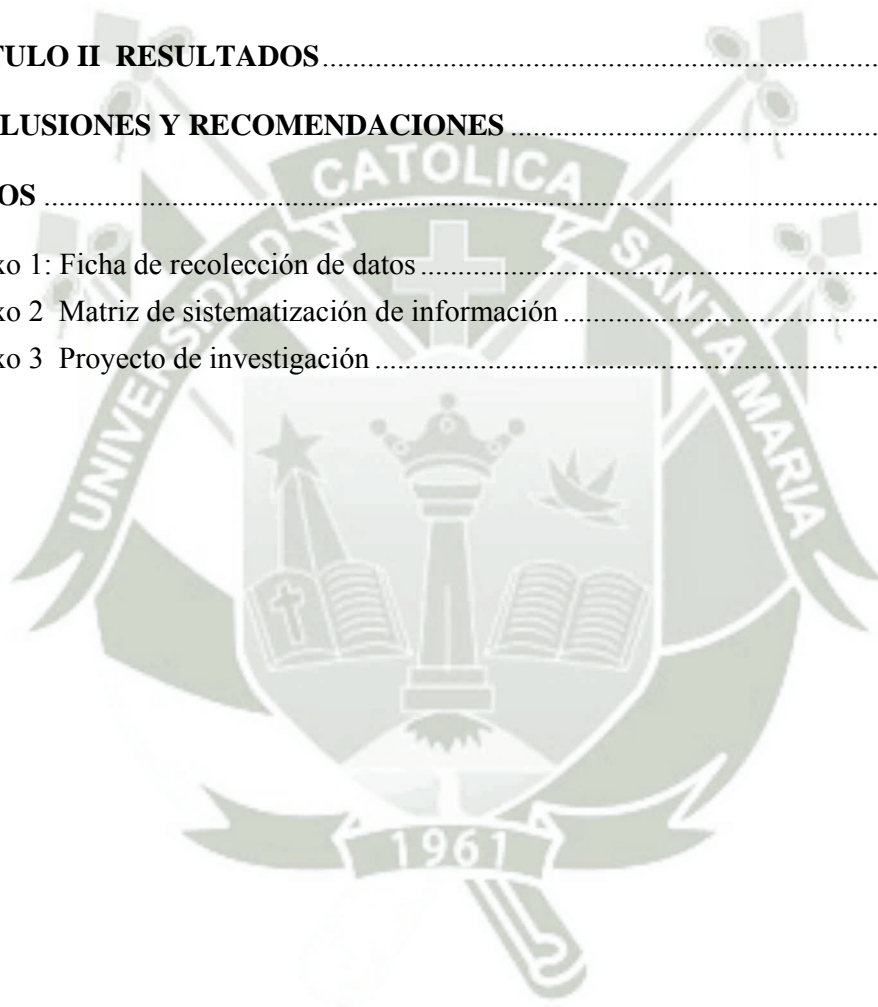 TULO II  RESULTADOS
LUSIONES Y RECOMENDACIONES
OS
xo 1: Ficha de recolección de datos
xo 2  Matriz de sistematización de información
xo 3  Proyecto de investigación
UNIVERSIDAD CATOLICA SANTA MARIA
1961